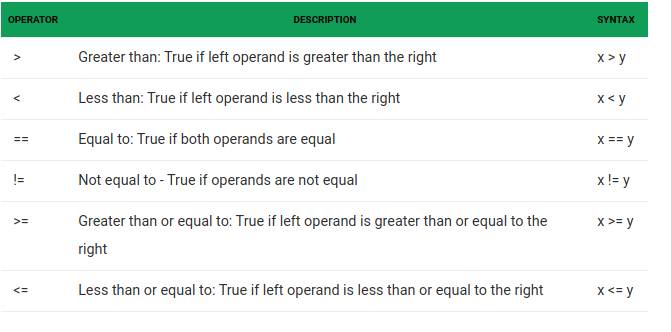 OPERATOR DESCRIPTION SYNTAX
> Greater than: True if left operand is greater than the right x > y
< Less than: True if left operand is less than the right x < y
== Equal to: True if both operands are equal x == y
!= Not equal to - True if operands are not equal x != y
>= Greater than or equal to: True if left operand is greater than or equal to the x >= y
right
<= Less than or equal to: True if left operand is less than or equal to the right x <= y